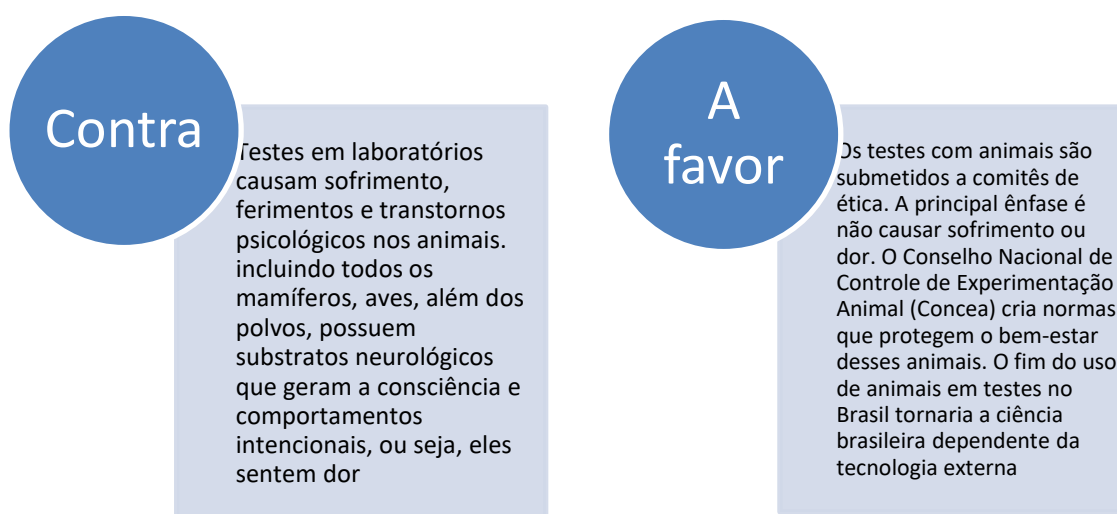 Contra
Testes em laboratórios
causam sofrimento,
ferimentos e transtornos
psicológicos nos animais.
incluindo todos os
mamíferos, aves, além dos
polvos, possuem
substratos neurológicos
que geram a consciência e
comportamentos
intencionais, ou seja, eles
sentem dor
A
favor
Os testes com animais são
submetidos a comitês de
ética. A principal ênfase é
não causar sofrimento ou
dor. O Conselho Nacional de
Controle de Experimentação
Animal (Concea) cria normas
que protegem o bem-estar
desses animais. O fim do uso
de animais em testes no
Brasil tornaria a ciência
brasileira dependente da
tecnologia externa